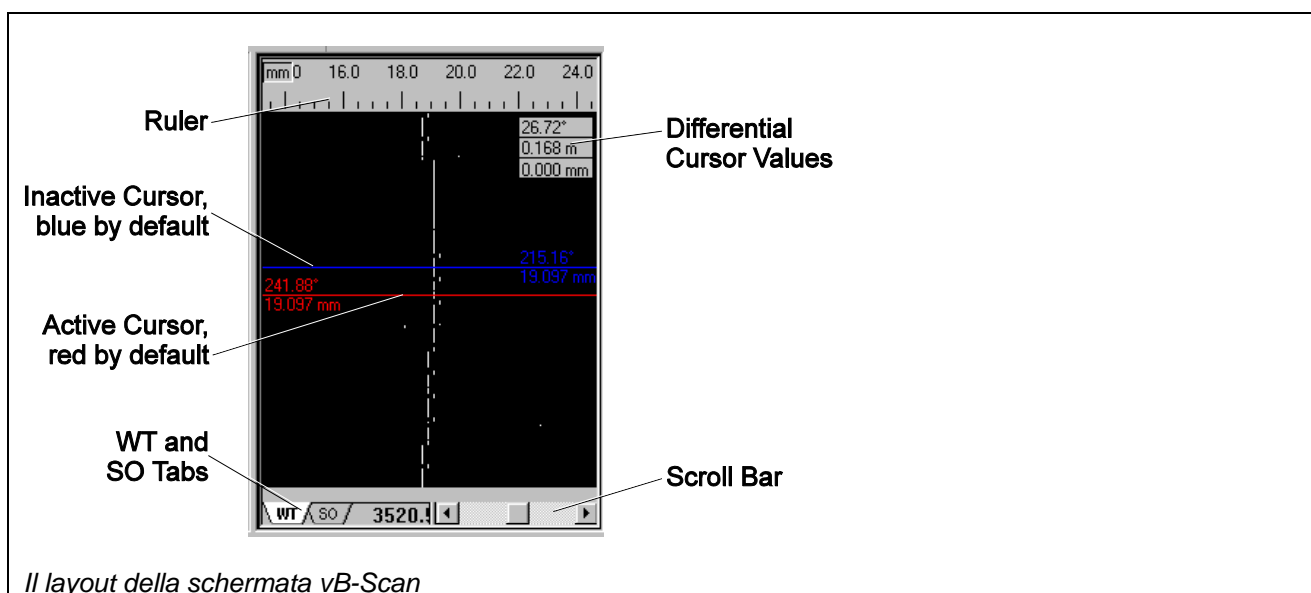 mm 0 16.0 18.0 20.0 22.0 24.0
Ruler
26.72°
0.168 m
0.000 mm
Differential
Cursor Values
Inactive Cursor,
blue by default
215.16°
19.097 mm
241.88°
19.097 mm
Active Cursor,
red by default
WT and
SO Tabs
WT SO 3520.
Scroll Bar
Il layout della schermata vB-Scan